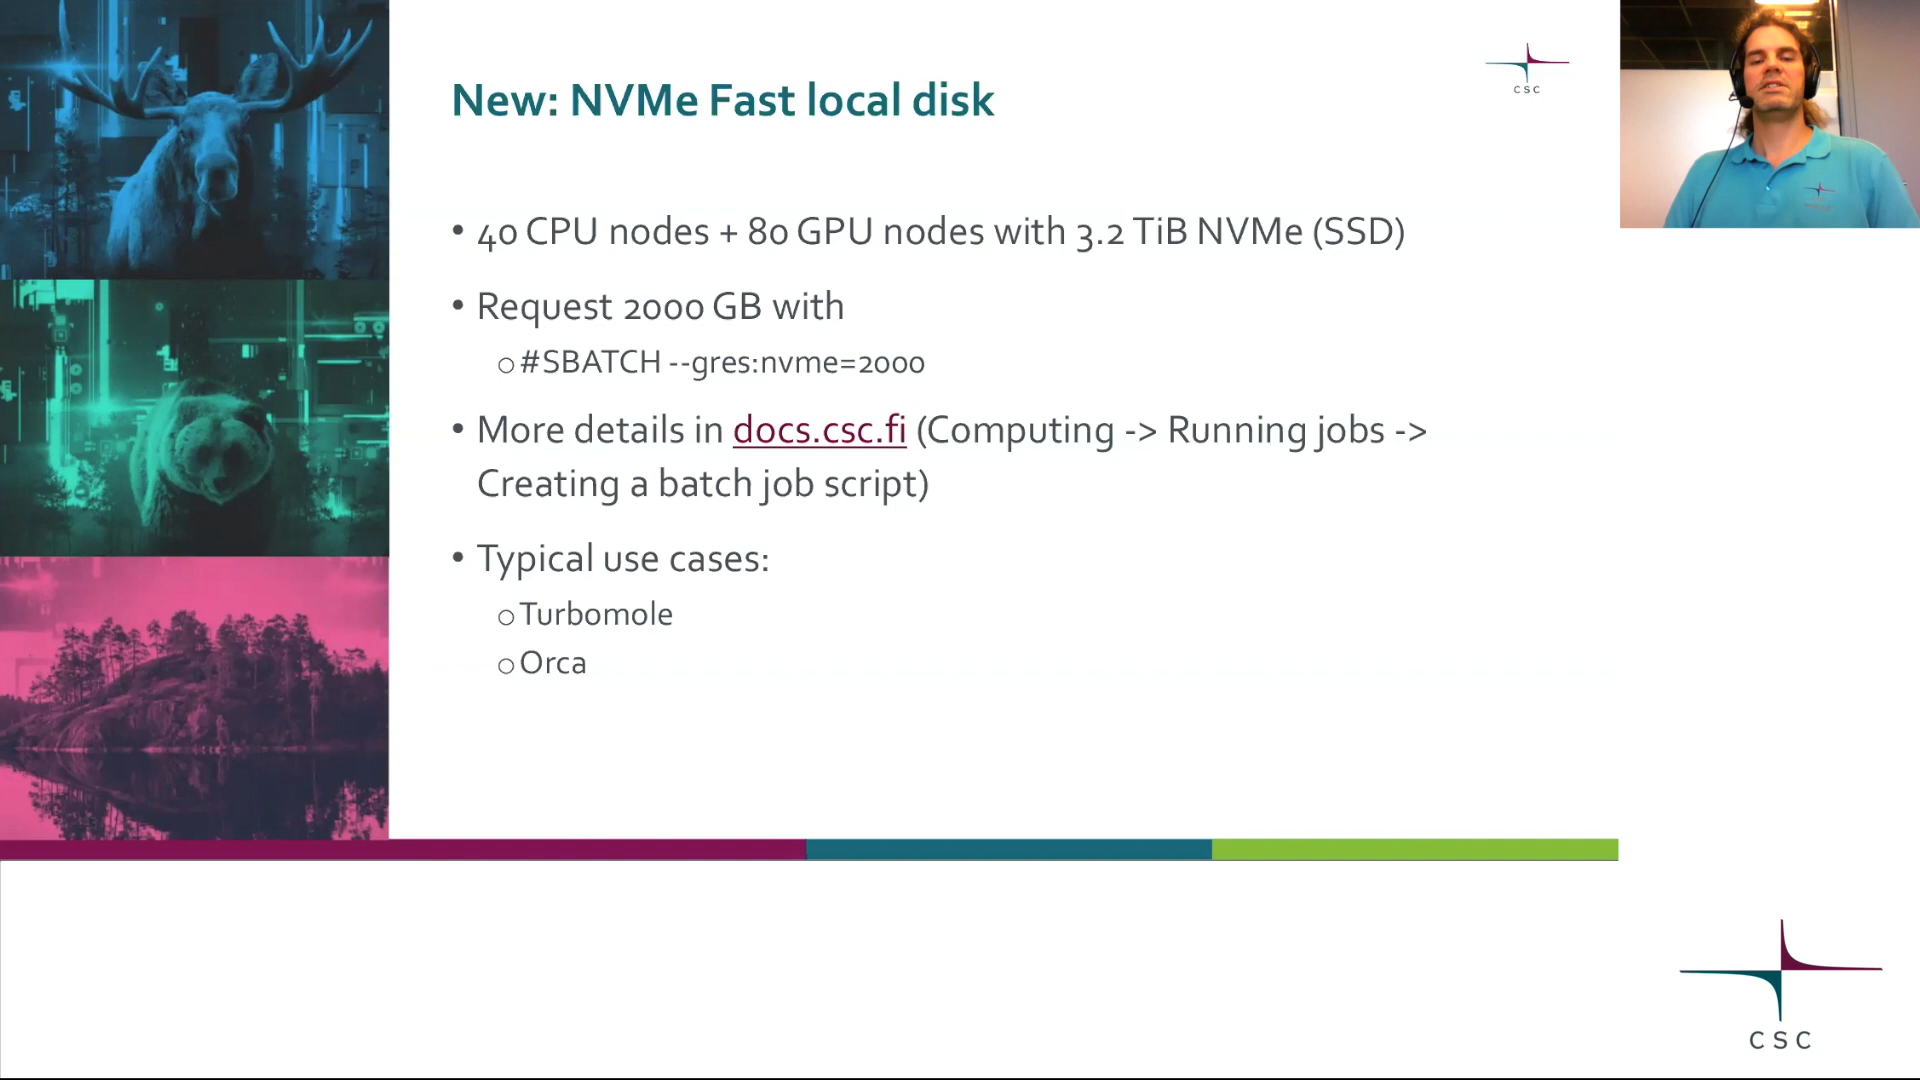 New: NVMe Fast local disk
CSC
• 40 CPU nodes + 80 GPU nodes with 3.2 TiB NVMe (SSD)
• Request 2000 GB with
○ #SBATCH --gres:nvme=2000
• More details in docs.csc.fi (Computing -> Running jobs ->
Creating a batch job script)
• Typical use cases:
○ Turbomole
○ Orca
CSC